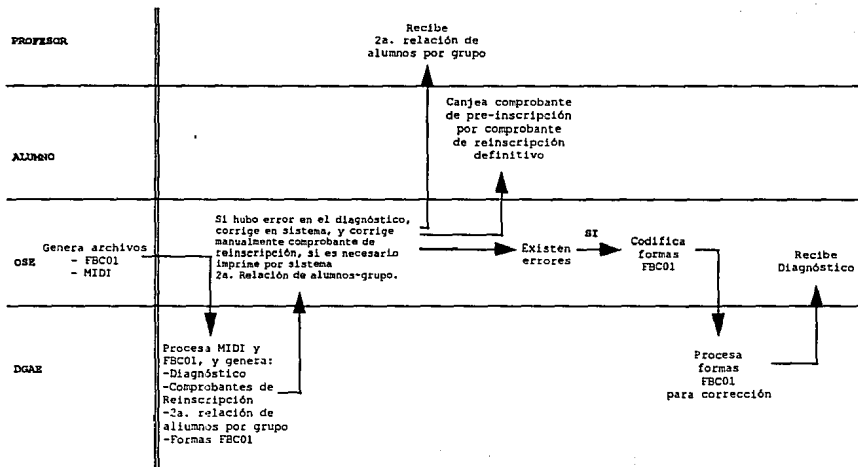 PROFESOR
Recibe
2a. relación de
alumnos por grupo
ALUMNO
Canjea comprobante
de pre-inscripción
por comprobante
de reinscripción
definitivo
OSE
Genera archivos
- FBC01
- MIDI
Si hubo error en el diagnóstico,
corrige en sistema, y corrige
manualmente comprobante de
reinscripción, si es necesario
imprime por sistema
2a. Relación de alumnos-grupo.
Existen
errores
SI
Codifica
formas
FBC01
Recibe
Diagnóstico
DGAE
Procesa MIDI y
FBC01, y genera:
-Diagnóstico
-Comprobantes de
Reinscripción
-2a. relación de
aliumnos por grupo
-Formas FBC01
Procesa
formas
FBC01
para corrección